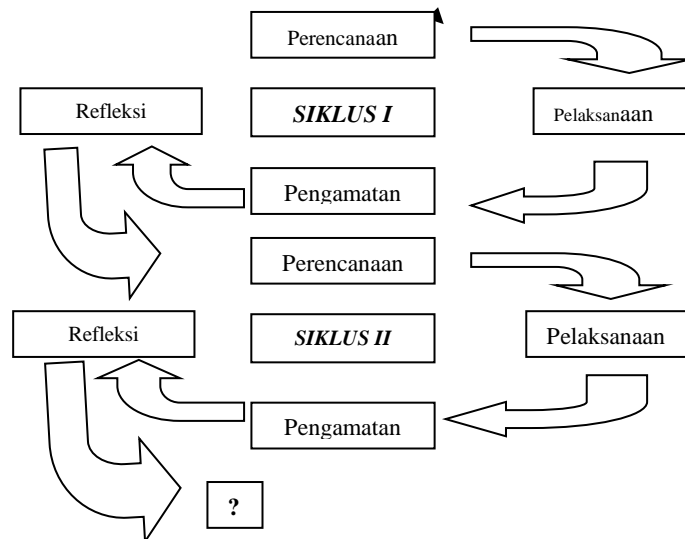 Perencanaan
Refleksi
SIKLUS I
Pelaksanaan
Pengamatan
Perencanaan
Refleksi
SIKLUS II
Pelaksanaan
Pengamatan
?